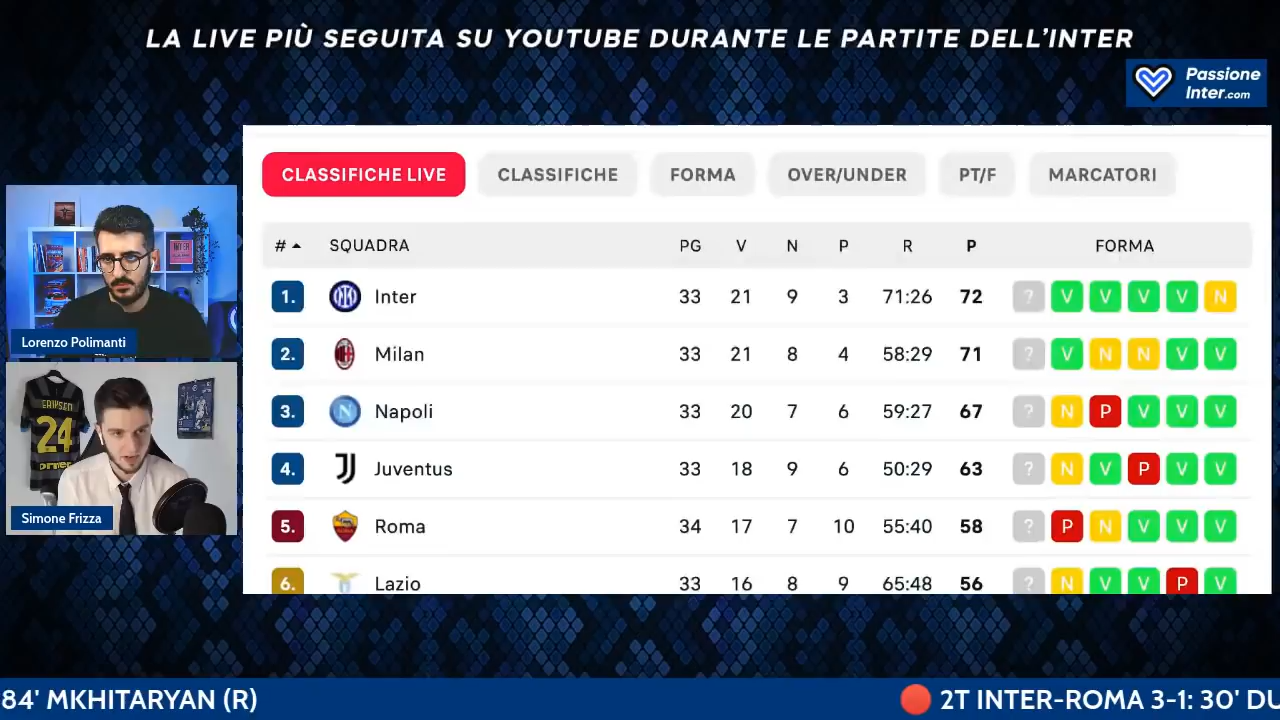 LA LIVE PIÙ SEGUITA SU YOUTUBE DURANTE LE PARTITE DELL'INTER
Passione
Inter.com
CLASSIFICHE LIVE CLASSIFICHE FORMA OVER/UNDER PT/F MARCATORI
# SQUADRA PG V N P R P FORMA
1. Inter 33 21 9 3 71:26 72 ? V V V V N
2. Milan 33 21 8 4 58:29 71 ? V N N V V
3. Napoli 33 20 7 6 59:27 67 ? N P V V V
4. Juventus 33 18 9 6 50:29 63 ? N V P V V
5. Roma 34 17 7 10 55:40 58 ? P N V V V
6. Lazio 33 16 8 9 65:48 56 ? N V V P V
INTER
Lorenzo Polimanti
ERIKSEN
24
Simone Frizza
84' MKHITARYAN (R) 2T INTER-ROMA 3-1: 30' DU